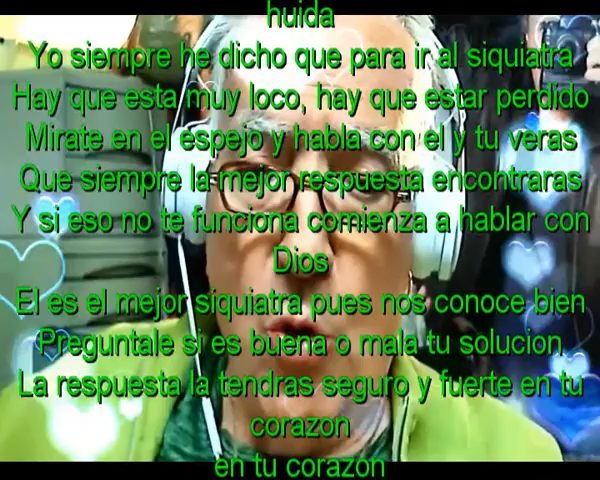 huida
Yo siempre he dicho que para ir al siquiatra
Hay que esta muy loco, hay que estar perdido
Mirate en el espejo y habla con el y tu veras
Que siempre la mejor respuesta encontraras
Y si eso no te funciona comienza a hablar con
Dios
El es el mejor siquiatra pues nos conoce bien
Preguntale si es buena o mala tu solucion
La respuesta la tendras seguro y fuerte en tu
corazon
en tu corazon